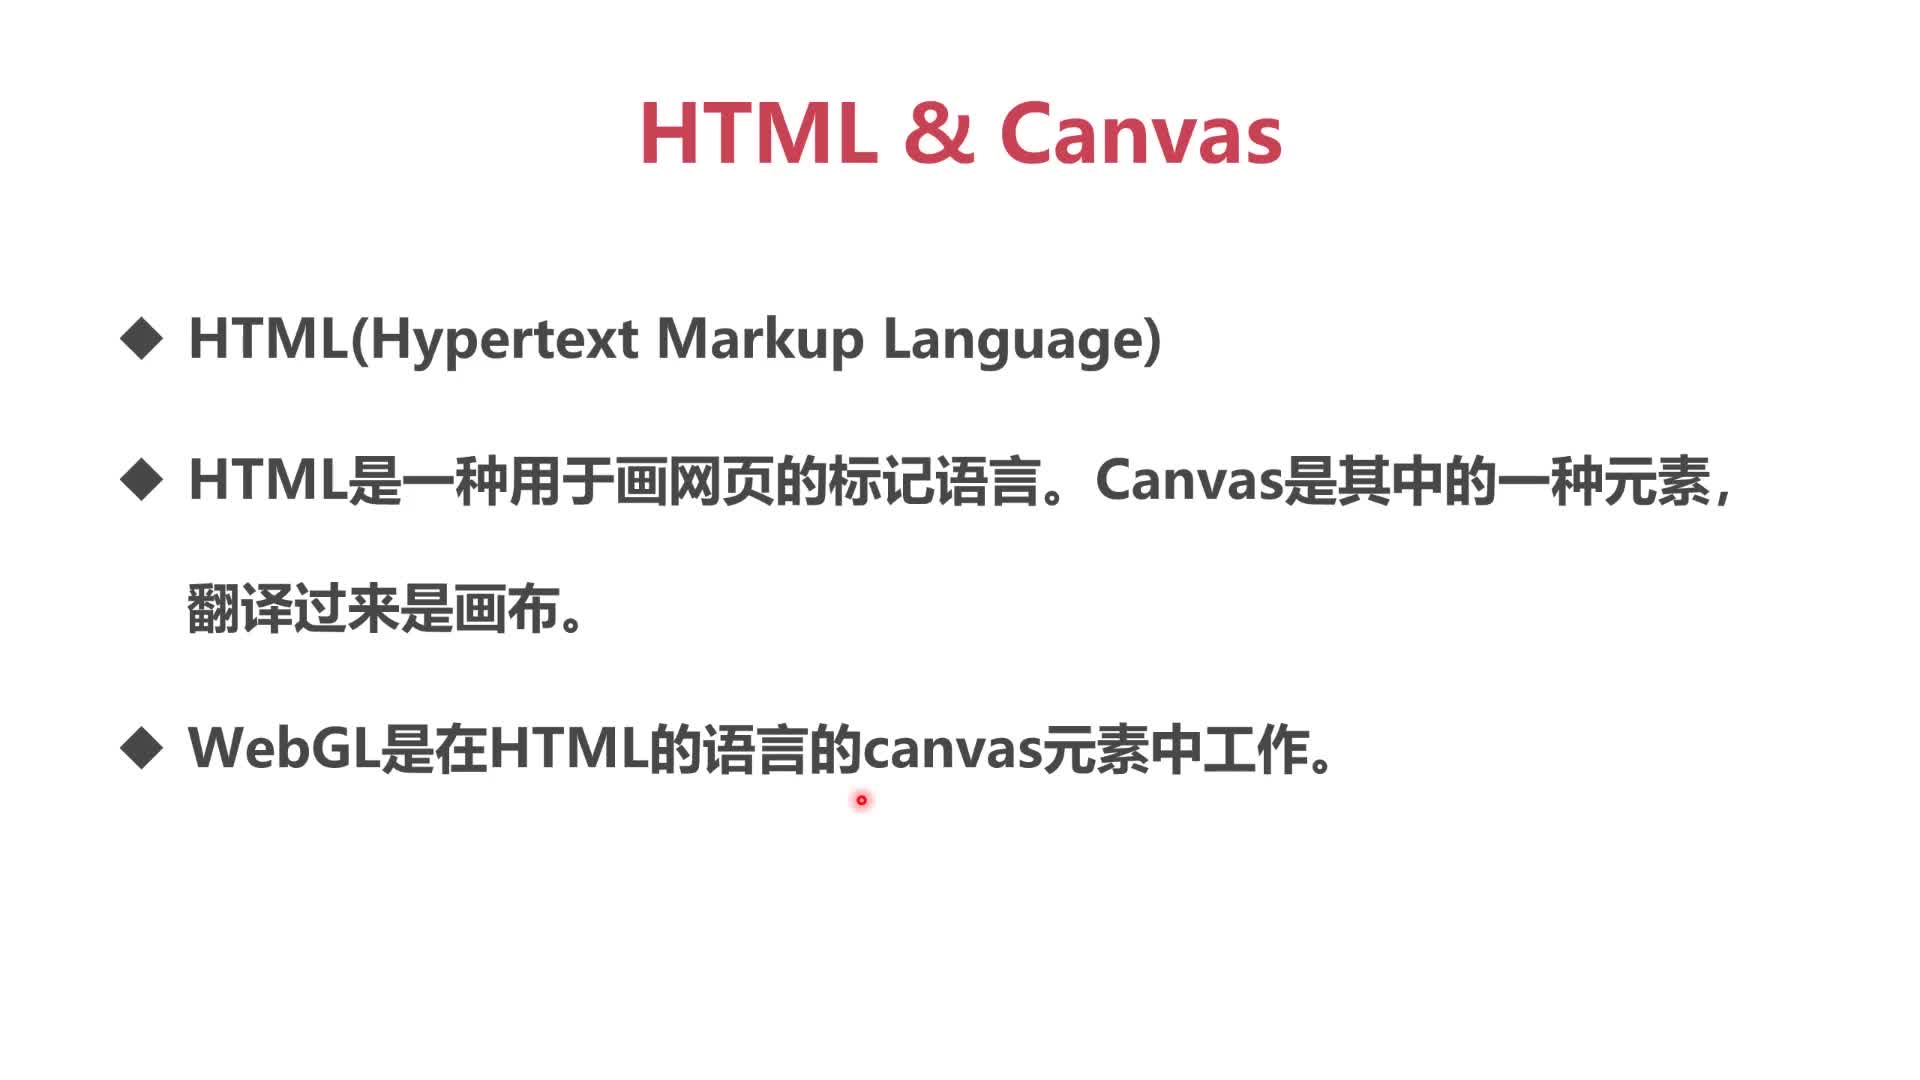 HTML & Canvas
HTML(Hypertext Markup Language)
HTML是一种用于画网页的标记语言。Canvas是其中的一种元素，
翻译过来是画布。
WebGL是在HTML的语言的canvas元素中工作。